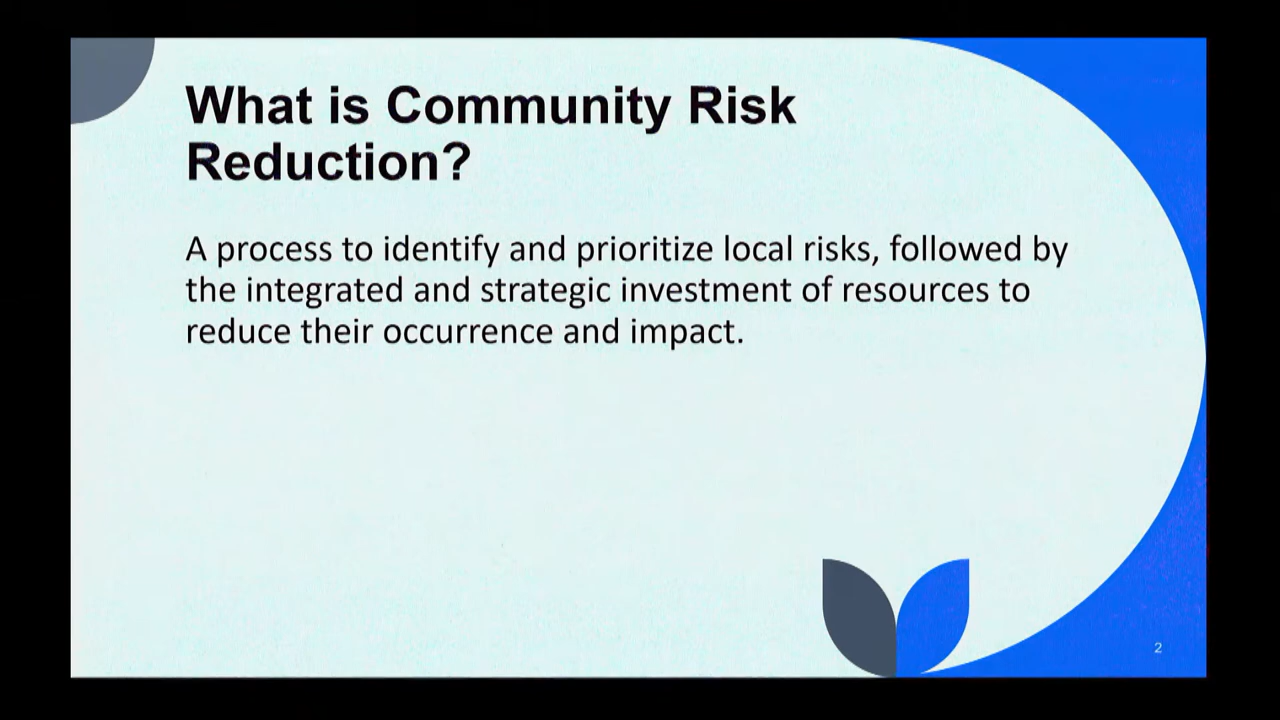 What is Community Risk
Reduction?
A process to identify and prioritize local risks, followed by
the integrated and strategic investment of resources to
reduce their occurrence and impact.
2